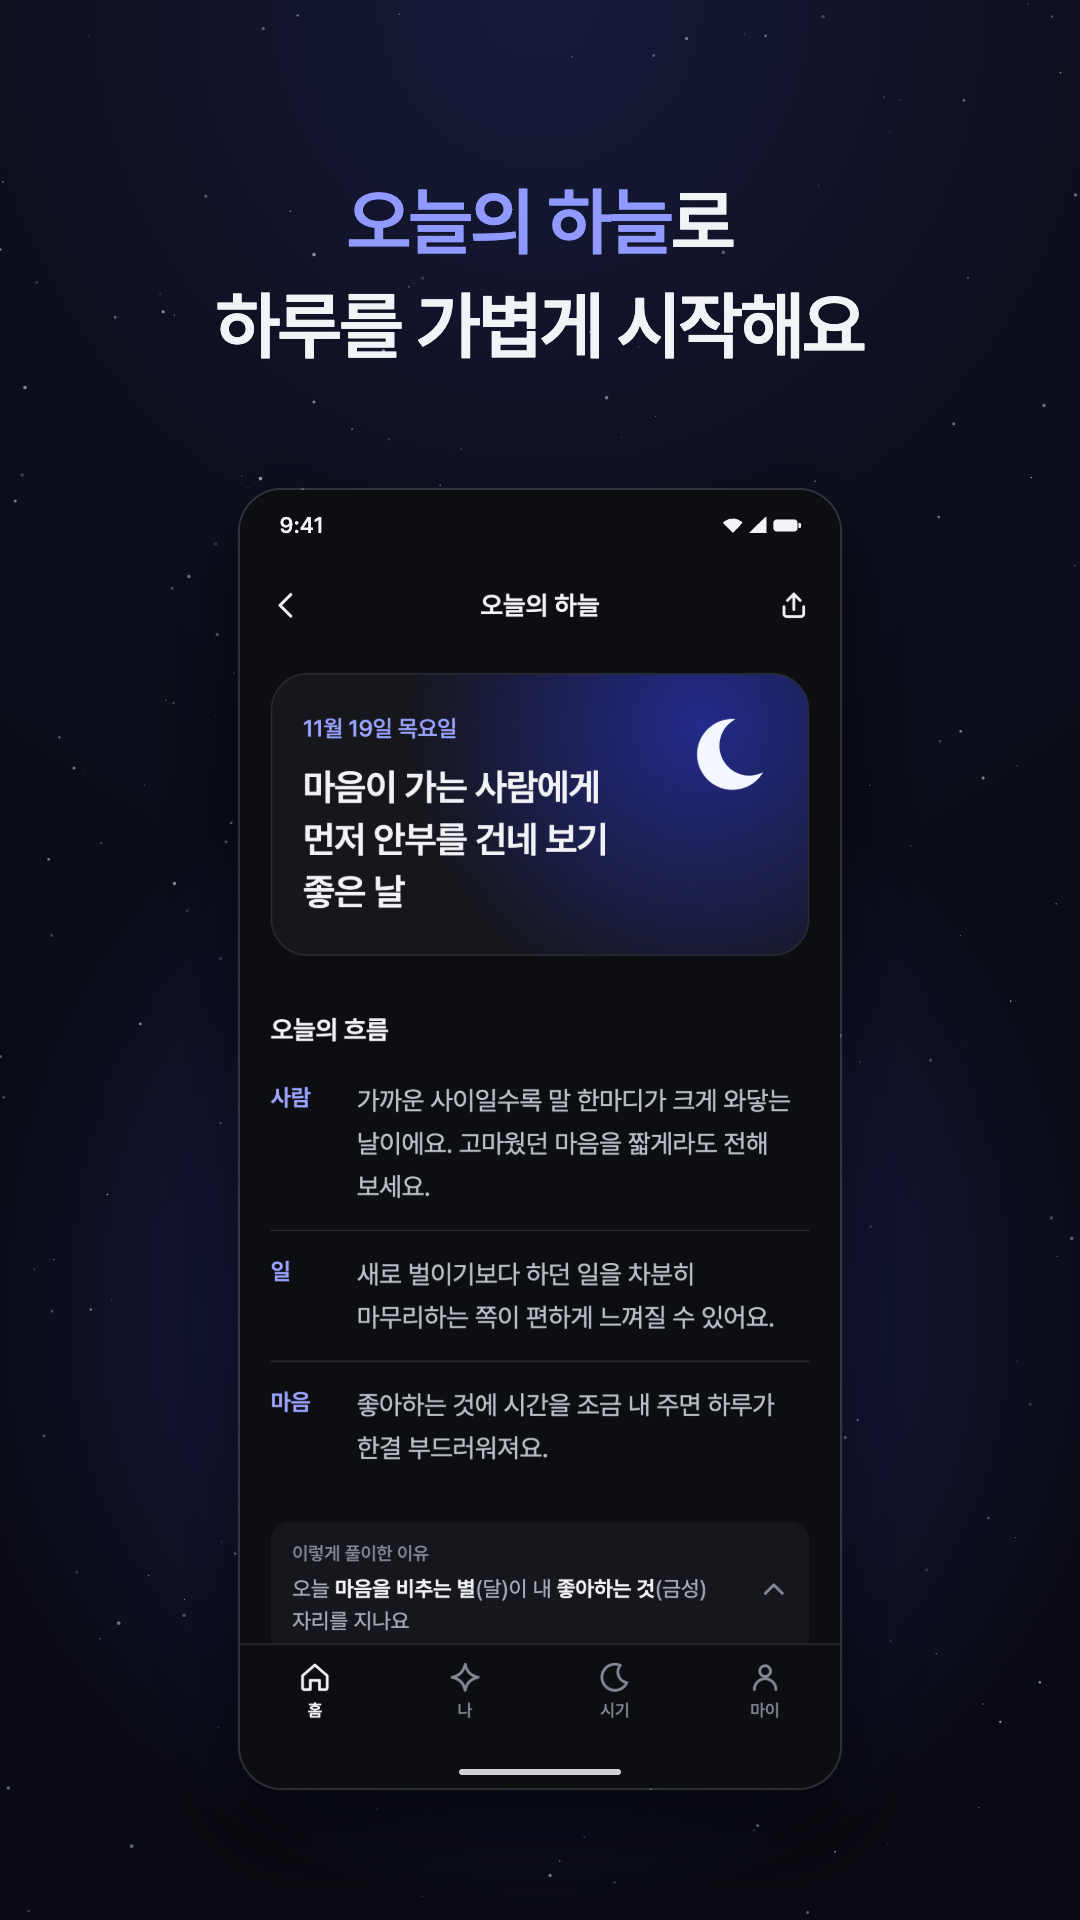 오늘의 하늘로
하루를 가볍게 시작해요
9:41
오늘의 하늘
11월 19일 목요일
마음이 가는 사람에게
먼저 안부를 건네 보기
좋은 날
오늘의 흐름
사람
가까운 사이일수록 말 한마디가 크게 와닿는
날이에요. 고마웠던 마음을 짧게라도 전해
보세요.
일
새로 벌이기보다 하던 일을 차분히
마무리하는 쪽이 편하게 느껴질 수 있어요.
마음
좋아하는 것에 시간을 조금 내 주면 하루가
한결 부드러워져요.
이렇게 풀이한 이유
오늘 마음을 비추는 별(달)이 내 좋아하는 것(금성)
자리를 지나요
홈
나
시기
마이